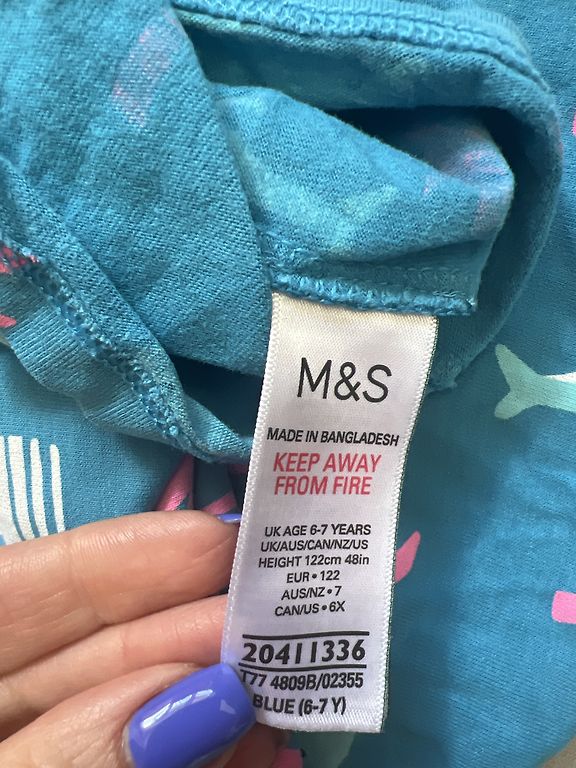 M&S
MADE IN BANGLADESH
KEEP AWAY
FROM FIRE
UK AGE 6-7 YEARS
UK/AUS/CAN/NZ/US
HEIGHT 122cm 48in
EUR•122
AUS/NZ•7
CAN/US•6X
20411336
T77 4809B/02355
BLUE (6-7 Y)